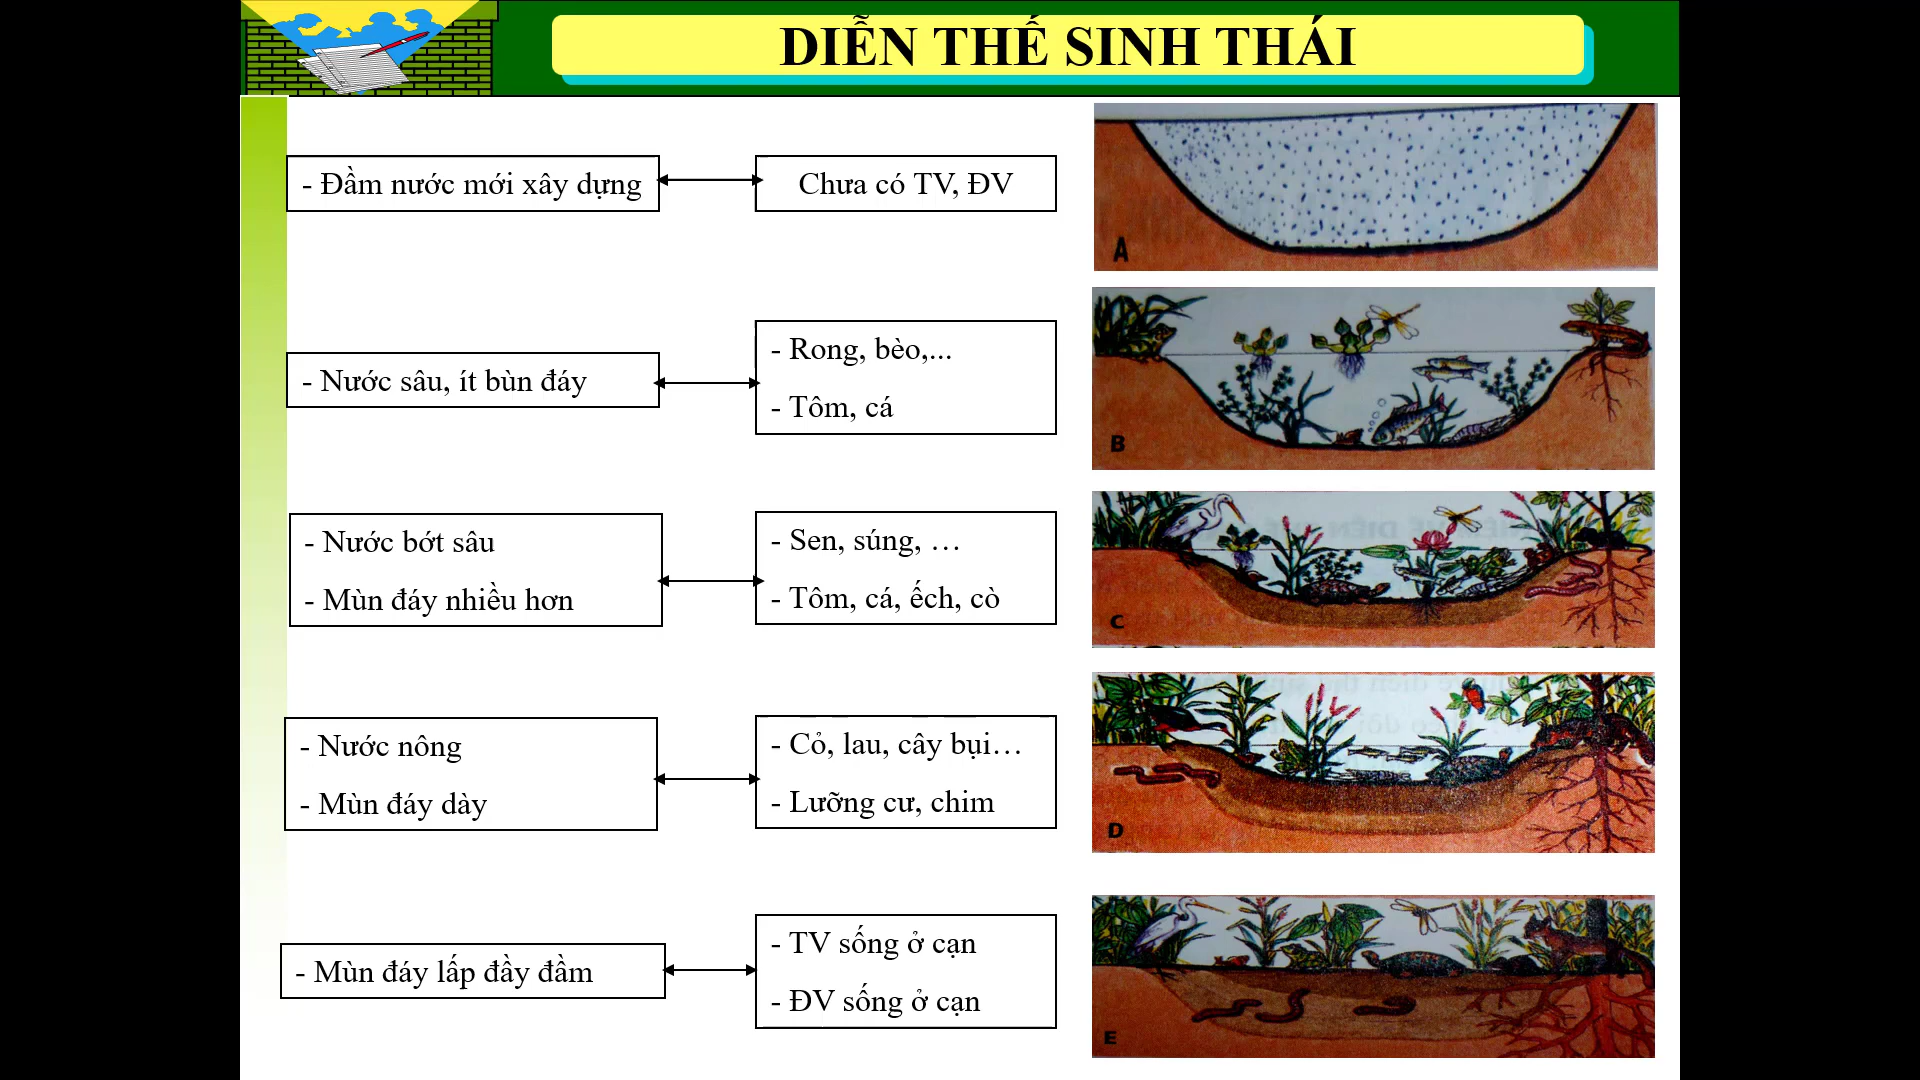 DIỄN THẾ SINH THÁI
- Đầm nước mới xây dựng
Chưa có TV, ĐV
A
- Nước sâu, ít bùn đáy
- Rong, bèo,...
- Tôm, cá
B
- Nước bớt sâu
- Mùn đáy nhiều hơn
- Sen, súng, …
- Tôm, cá, ếch, cò
C
- Nước nông
- Mùn đáy dày
- Cỏ, lau, cây bụi…
- Lưỡng cư, chim
D
- Mùn đáy lấp đầy đầm
- TV sống ở cạn
- ĐV sống ở cạn
E